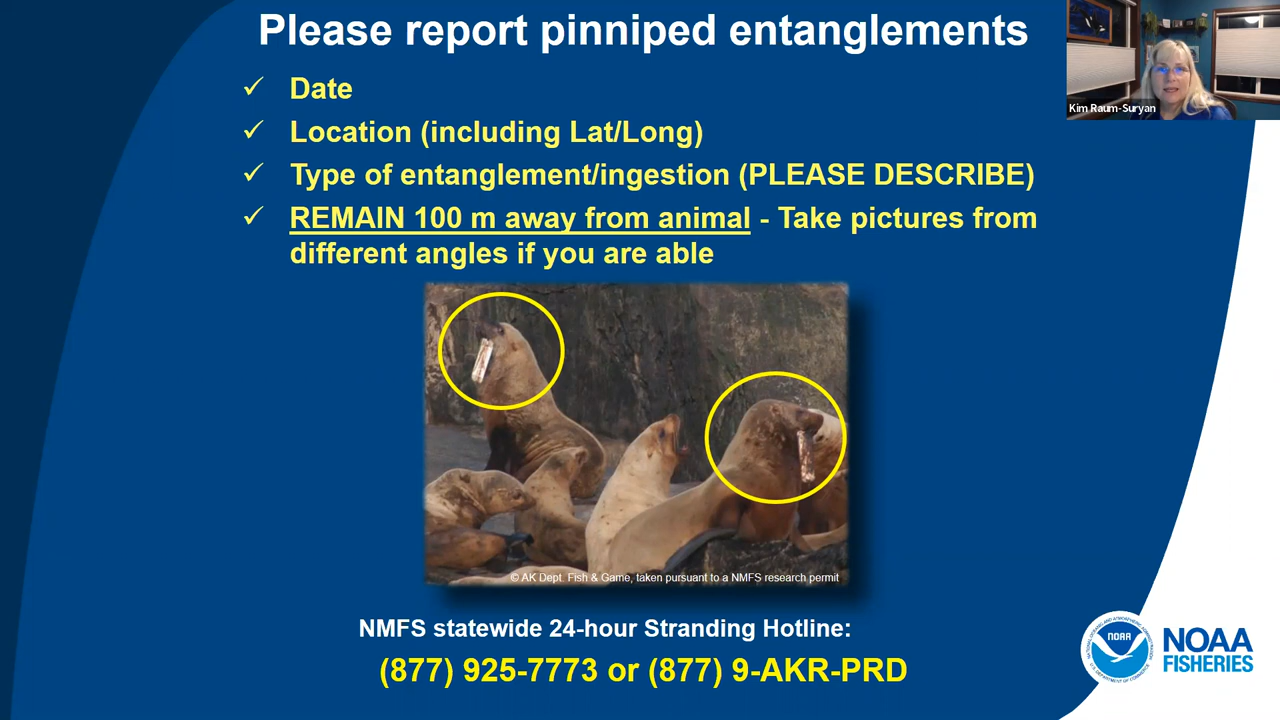 Please report pinniped entanglements
Kim Raum-Suryan
✓ Date
✓ Location (including Lat/Long)
✓ Type of entanglement/ingestion (PLEASE DESCRIBE)
✓ REMAIN 100 m away from animal - Take pictures from
different angles if you are able
© AK Dept. Fish & Game, taken pursuant to a NMFS research permit
NMFS statewide 24-hour Stranding Hotline:
(877) 925-7773 or (877) 9-AKR-PRD
NOAA
NOAA
FISHERIES